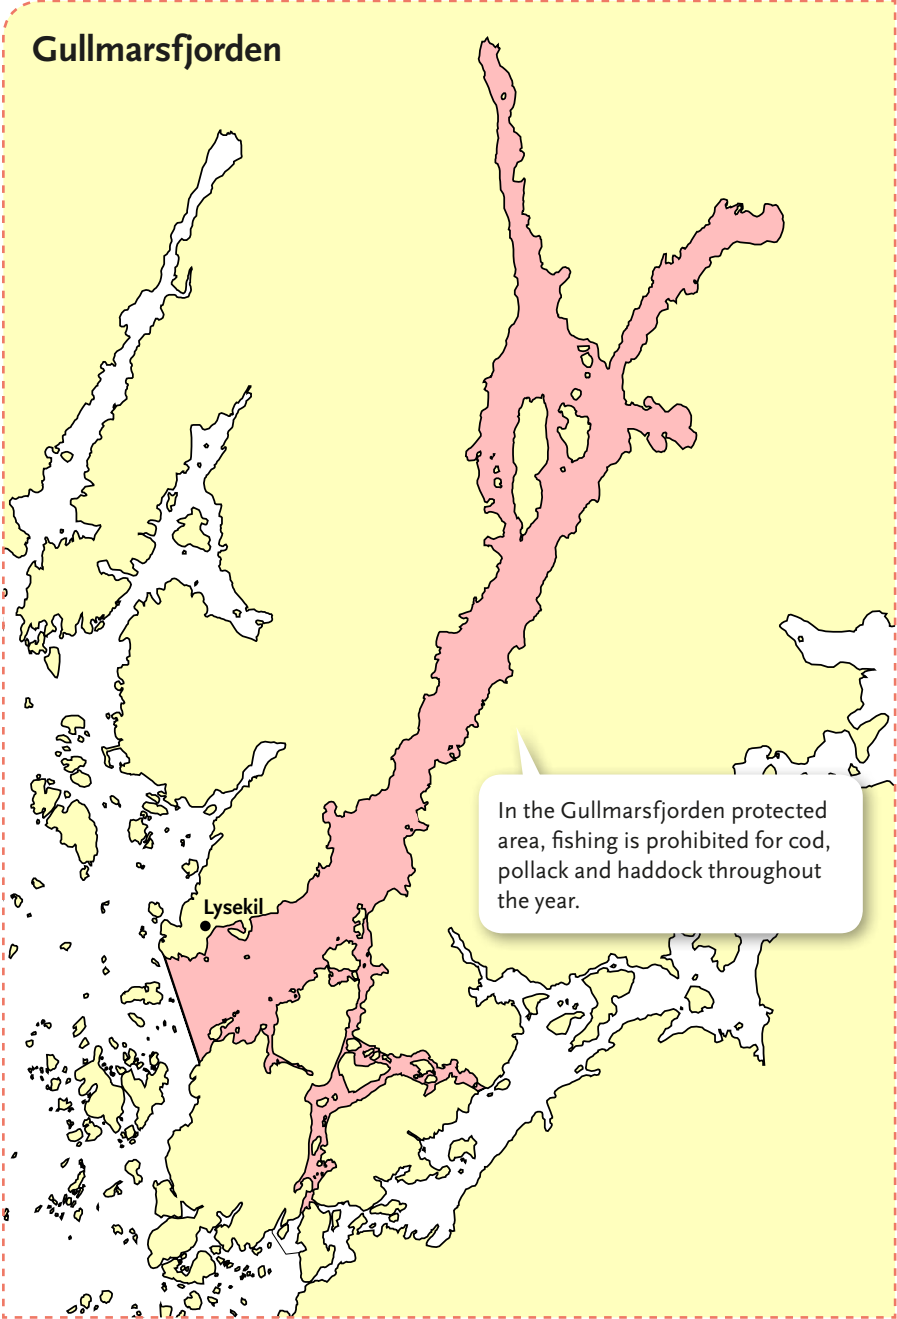 Gullmarsfjorden
In the Gullmarsfjorden protected
area, fishing is prohibited for cod,
pollack and haddock throughout
the year.
Lysekil